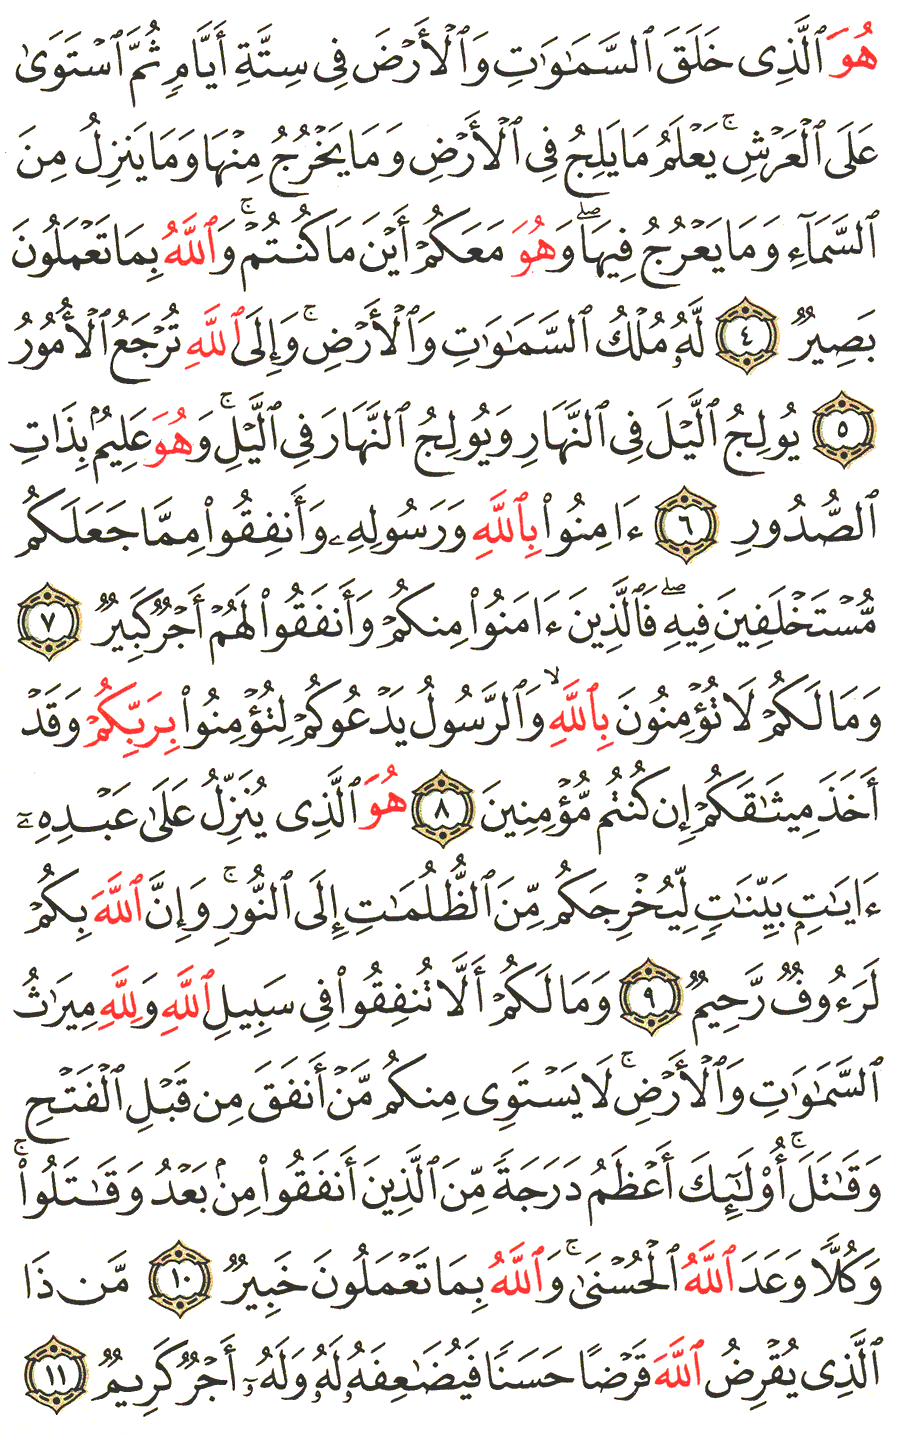 هُوَ ٱلَّذِى خَلَقَ ٱلسَّمَٰوَٰتِ وَٱلْأَرْضَ فِى سِتَّةِ أَيَّامٍ ثُمَّ ٱسْتَوَىٰ
عَلَى ٱلْعَرْشِ ۚ يَعْلَمُ مَا يَلِجُ فِى ٱلْأَرْضِ وَمَا يَخْرُجُ مِنْهَا وَمَا يَنزِلُ مِنَ
ٱلسَّمَآءِ وَمَا يَعْرُجُ فِيهَا ۖ وَهُوَ مَعَكُمْ أَيْنَ مَا كُنتُمْ ۚ وَٱللَّهُ بِمَا تَعْمَلُونَ
بَصِيرٌ ٤ لَّهُۥ مُلْكُ ٱلسَّمَٰوَٰتِ وَٱلْأَرْضِ ۚ وَإِلَى ٱللَّهِ تُرْجَعُ ٱلْأُمُورُ
٥ يُولِجُ ٱلَّيْلَ فِى ٱلنَّهَارِ وَيُولِجُ ٱلنَّهَارَ فِى ٱلَّيْلِ ۚ وَهُوَ عَلِيمٌۢ بِذَاتِ
ٱلصُّدُورِ ٦ ءَامِنُوا۟ بِٱللَّهِ وَرَسُولِهِۦ وَأَنفِقُوا۟ مِمَّا جَعَلَكُم
مُّسْتَخْلَفِينَ فِيهِ ۖ فَٱلَّذِينَ ءَامَنُوا۟ مِنكُمْ وَأَنفَقُوا۟ لَهُمْ أَجْرٌ كَبِيرٌ ٧
وَمَا لَكُمْ لَا تُؤْمِنُونَ بِٱللَّهِ ۙ وَٱلرَّسُولُ يَدْعُوكُمْ لِتُؤْمِنُوا۟ بِرَبِّكُمْ وَقَدْ
أَخَذَ مِيثَٰقَكُمْ إِن كُنتُم مُّؤْمِنِينَ ٨ هُوَ ٱلَّذِى يُنَزِّلُ عَلَىٰ عَبْدِهِۦٓ
ءَايَٰتٍۭ بَيِّنَٰتٍ لِّيُخْرِجَكُم مِّنَ ٱلظُّلُمَٰتِ إِلَى ٱلنُّورِ ۚ وَإِنَّ ٱللَّهَ بِكُمْ
لَرَءُوفٌ رَّحِيمٌ ٩ وَمَا لَكُمْ أَلَّا تُنفِقُوا۟ فِى سَبِيلِ ٱللَّهِ وَلِلَّهِ مِيرَٰثُ
ٱلسَّمَٰوَٰتِ وَٱلْأَرْضِ ۚ لَا يَسْتَوِى مِنكُم مَّنْ أَنفَقَ مِن قَبْلِ ٱلْفَتْحِ
وَقَٰتَلَ ۚ أُو۟لَٰٓئِكَ أَعْظَمُ دَرَجَةً مِّنَ ٱلَّذِينَ أَنفَقُوا۟ مِنۢ بَعْدُ وَقَٰتَلُوا۟ ۚ
وَكُلًّا وَعَدَ ٱللَّهُ ٱلْحُسْنَىٰ ۚ وَٱللَّهُ بِمَا تَعْمَلُونَ خَبِيرٌ ١٠ مَّن ذَا
ٱلَّذِى يُقْرِضُ ٱللَّهَ قَرْضًا حَسَنًا فَيُضَٰعِفَهُۥ لَهُۥ وَلَهُۥٓ أَجْرٌ كَرِيمٌ ١١